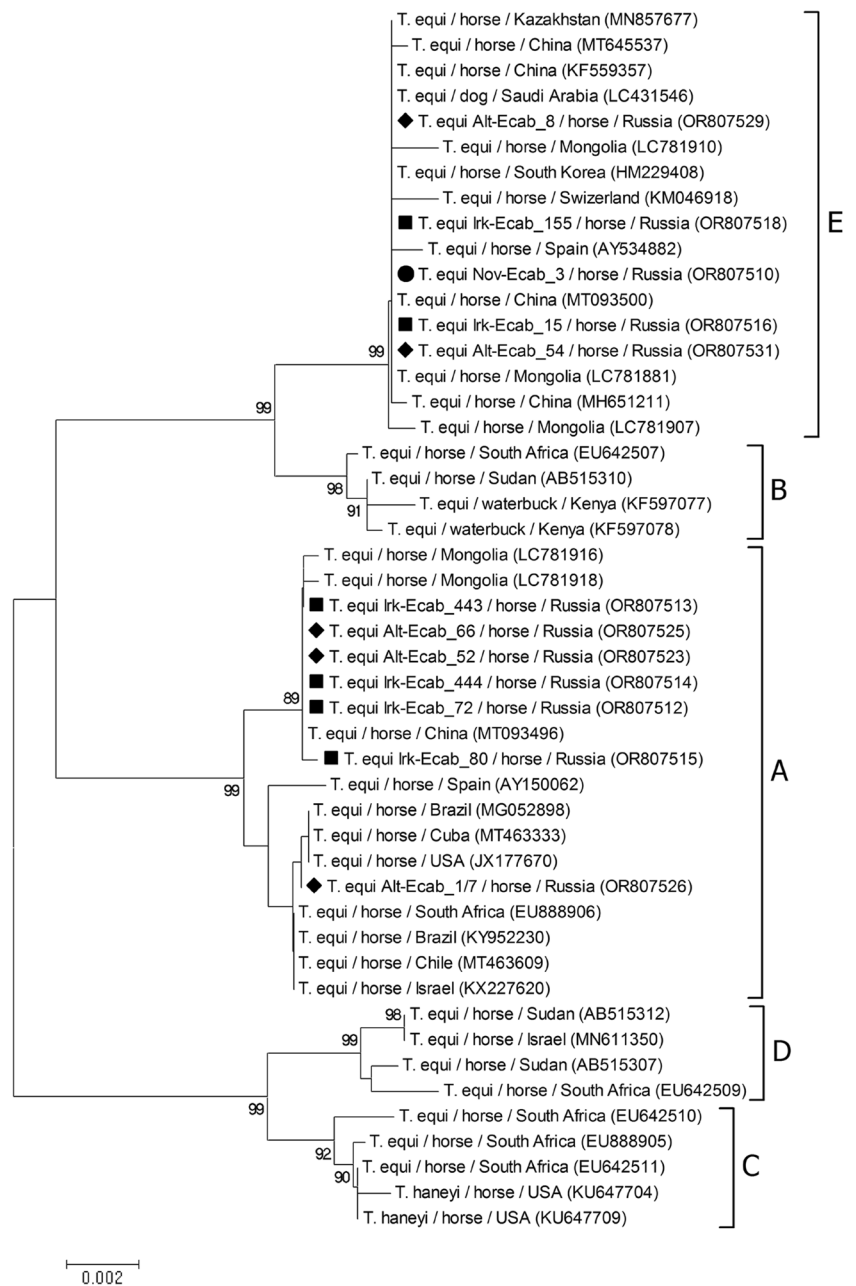 T. equi / horse / Kazakhstan (MN857677)
T. equi / horse / China (MT645537)
T. equi / horse / China (KF559357)
T. equi / dog / Saudi Arabia (LC431546)
T. equi Alt-Ecab_8 / horse / Russia (OR807529)
T. equi / horse / Mongolia (LC781910)
T. equi / horse / South Korea (HM229408)
T. equi / horse / Swizerland (KM046918)
T. equi Irk-Ecab_155 / horse / Russia (OR807518)
E
T. equi / horse / Spain (AY534882)
T. equi Nov-Ecab_3 / horse / Russia (OR807510)
T. equi / horse / China (MT093500)
T. equi Irk-Ecab_15 / horse / Russia (OR807516)
99
T. equi Alt-Ecab_54 / horse / Russia (OR807531)
T. equi / horse / Mongolia (LC781881)
99
T. equi / horse / China (MH651211)
T. equi / horse / Mongolia (LC781907)
T. equi / horse / South Africa (EU642507)
98
T. equi / horse / Sudan (AB515310)
B
91
T. equi / waterbuck / Kenya (KF597077)
T. equi / waterbuck / Kenya (KF597078)
T. equi / horse / Mongolia (LC781916)
T. equi / horse / Mongolia (LC781918)
T. equi Irk-Ecab_443 / horse / Russia (OR807513)
T. equi Alt-Ecab_66 / horse / Russia (OR807525)
T. equi Alt-Ecab_52 / horse / Russia (OR807523)
T. equi Irk-Ecab_444 / horse / Russia (OR807514)
89
T. equi Irk-Ecab_72 / horse / Russia (OR807512)
T. equi / horse / China (MT093496)
T. equi Irk-Ecab_80 / horse / Russia (OR807515)
A
99
T. equi / horse / Spain (AY150062)
T. equi / horse / Brazil (MG052898)
T. equi / horse / Cuba (MT463333)
T. equi / horse / USA (JX177670)
T. equi Alt-Ecab_1/7 / horse / Russia (OR807526)
T. equi / horse / South Africa (EU888906)
T. equi / horse / Brazil (KY952230)
T. equi / horse / Chile (MT463609)
T. equi / horse / Israel (KX227620)
98
T. equi / horse / Sudan (AB515312)
99
T. equi / horse / Israel (MN611350)
D
T. equi / horse / Sudan (AB515307)
T. equi / horse / South Africa (EU642509)
99
T. equi / horse / South Africa (EU642510)
92
T. equi / horse / South Africa (EU888905)
T. equi / horse / South Africa (EU642511)
C
90
T. haneyi / horse / USA (KU647704)
T. haneyi / horse / USA (KU647709)
0.002